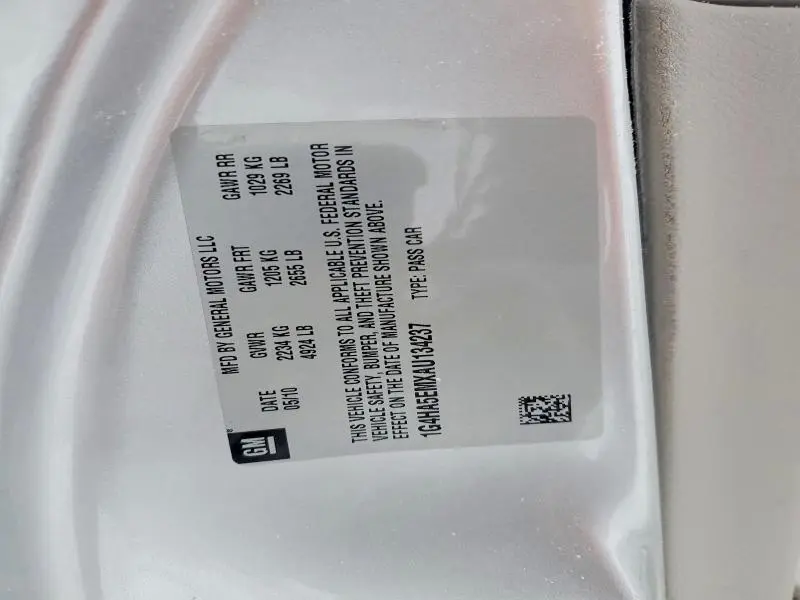 GM
MFD BY GENERAL MOTORS LLC
DATE GVWR GAWR FRT GAWR RR
05/10 2234 KG 1205 KG 1029 KG
4924 LB 2655 LB 2269 LB
THIS VEHICLE CONFORMS TO ALL APPLICABLE U.S. FEDERAL MOTOR
VEHICLE SAFETY, BUMPER, AND THEFT PREVENTION STANDARDS IN
EFFECT ON THE DATE OF MANUFACTURE SHOWN ABOVE.
1G4HA5EMXAU134237 TYPE: PASS CAR